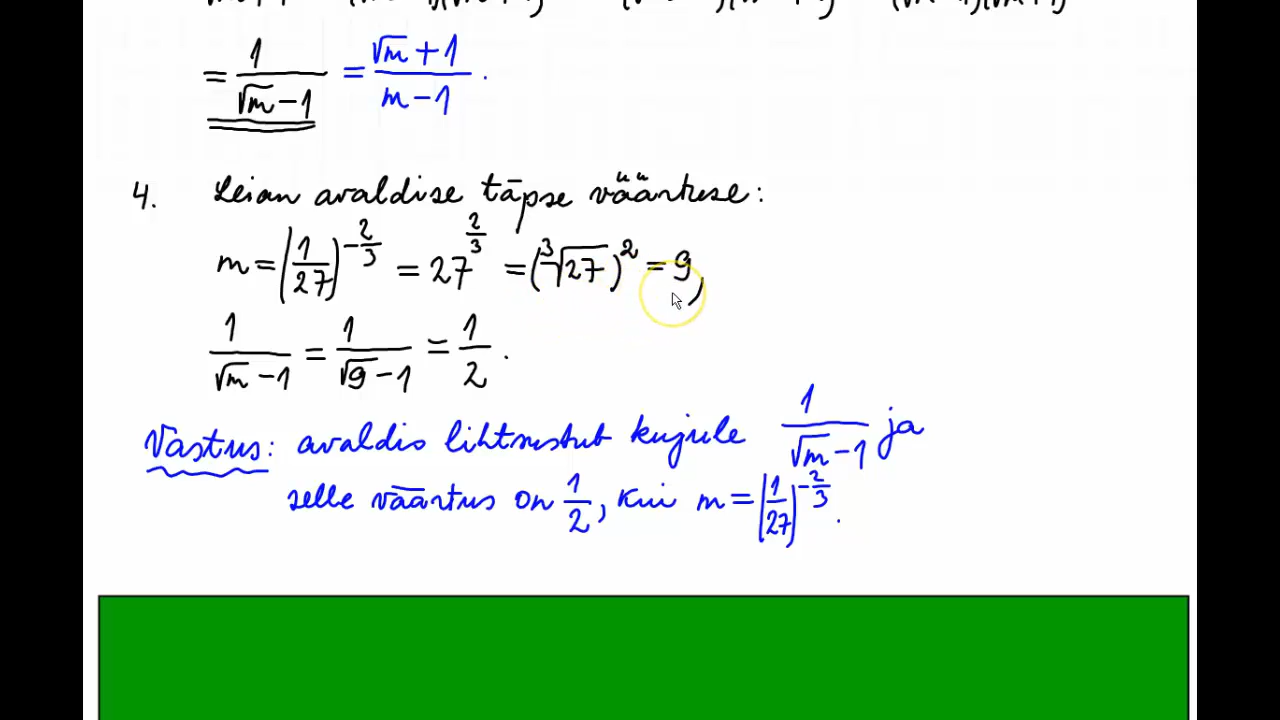 = 1/(√m − 1) = (√m + 1)/(m − 1).
4. Leian avaldise täpse väärtuse:
m = (1/27)^(−2/3) = 27^(2/3) = (∛27)² = 9,
1/(√m − 1) = 1/(√9 − 1) = 1/2.
Vastus: avaldis lihtsustub kujule 1/(√m − 1) ja
selle väärtus on 1/2, kui m = (1/27)^(−2/3).